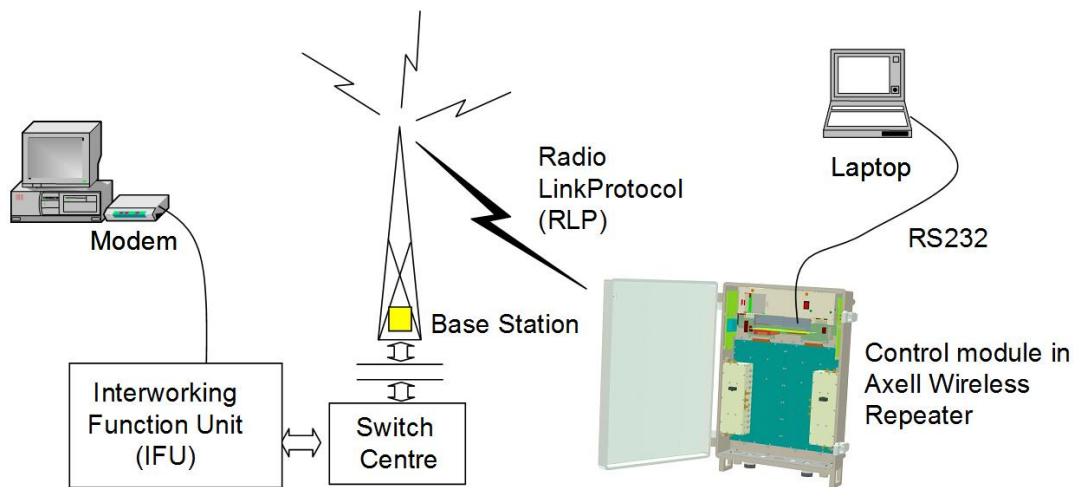 Modem
Interworking
Function Unit
(IFU)
Base Station
Switch
Centre
Radio
LinkProtocol
(RLP)
Laptop
RS232
Control module in
Axell Wireless
Repeater